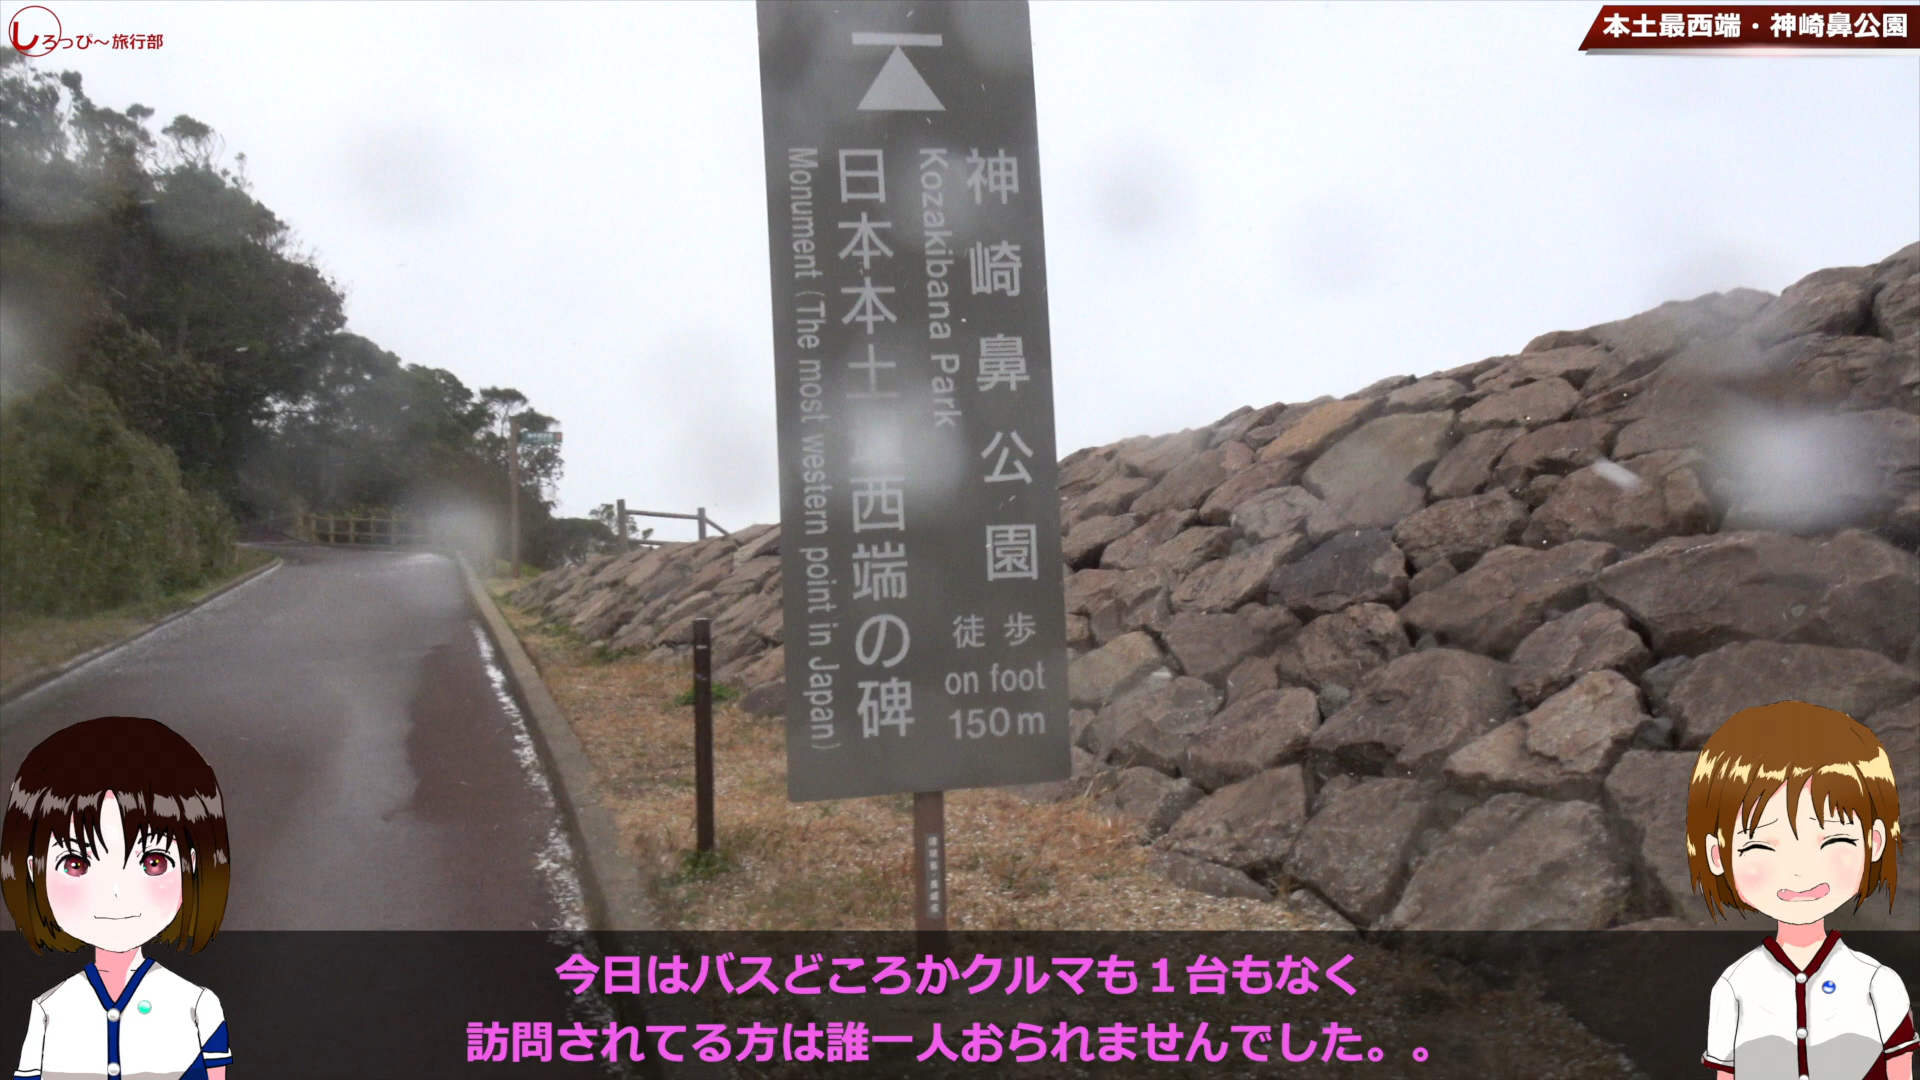 しろっぴ～旅行部
本土最西端・神崎鼻公園
神崎鼻公園
Kozakibana Park
徒歩
on foot
150m
日本本土最西端の碑
Monument (The most western point in Japan)
今日はバスどころかクルマも１台もなく
訪問されてる方は誰一人おられませんでした。。